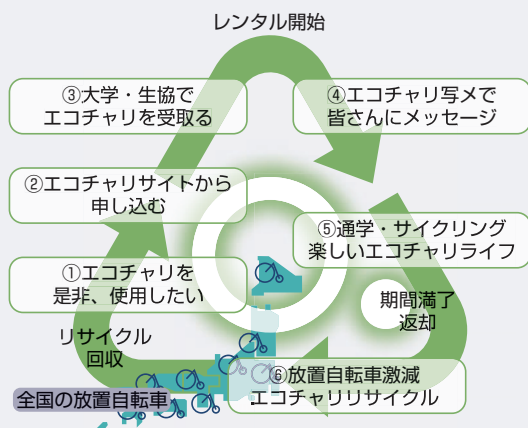 レンタル開始
③大学・生協で
エコチャリを受取る
④エコチャリ写メで
皆さんにメッセージ
②エコチャリサイトから
申し込む
⑤通学・サイクリング
楽しいエコチャリライフ
①エコチャリを
是非、使用したい
期間満了
返却
リサイクル
回収
⑥放置自転車激減
エコチャリリサイクル
全国の放置自転車